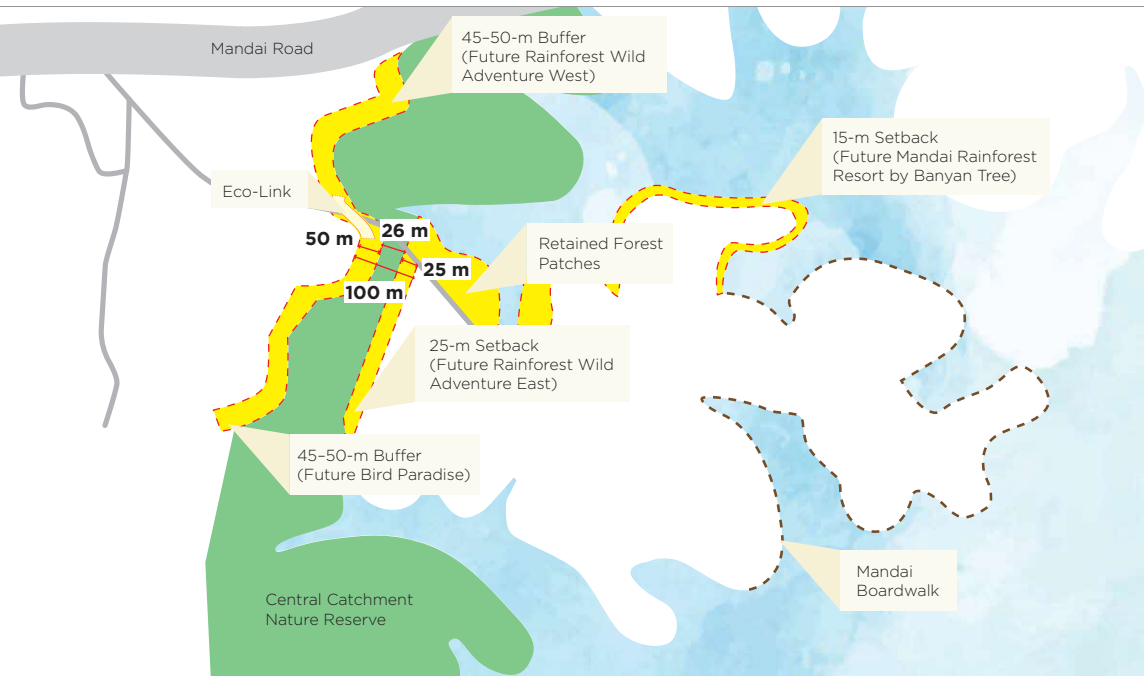 Mandai Road
45–50-m Buffer
(Future Rainforest Wild
Adventure West)
15-m Setback
(Future Mandai Rainforest
Resort by Banyan Tree)
Eco-Link
50 m
26 m
25 m
100 m
Retained Forest
Patches
25-m Setback
(Future Rainforest Wild
Adventure East)
45–50-m Buffer
(Future Bird Paradise)
Mandai
Boardwalk
Central Catchment
Nature Reserve